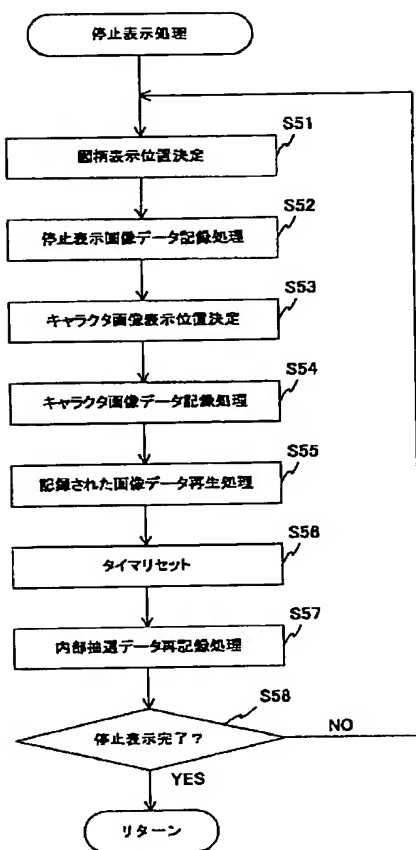 停止表示処理
S51
図柄表示位置決定
S52
停止表示画像データ記録処理
S53
キャラクタ画像表示位置決定
S54
キャラクタ画像データ記録処理
S55
記録された画像データ再生処理
S56
タイマリセット
S57
内部抽選データ再記録処理
S58
停止表示完了？
NO
YES
リターン